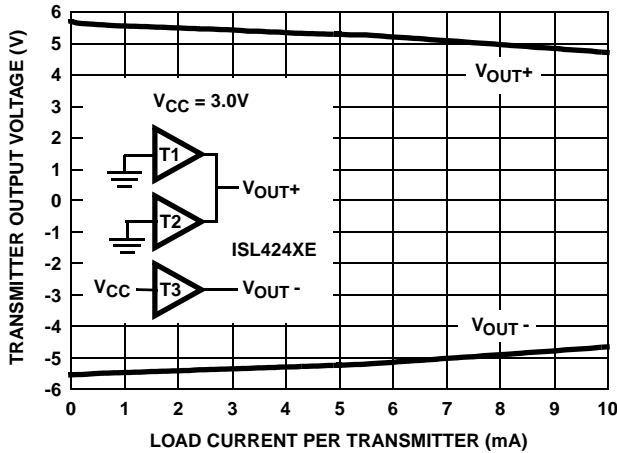 TRANSMITTER OUTPUT VOLTAGE (V)
6
5
4
3
2
1
0
-1
-2
-3
-4
-5
-6
VOUT+
VCC = 3.0V
T1
VOUT+
T2
ISL424XE
VCC
T3
VOUT -
VOUT -
0 1 2 3 4 5 6 7 8 9 10
LOAD CURRENT PER TRANSMITTER (mA)